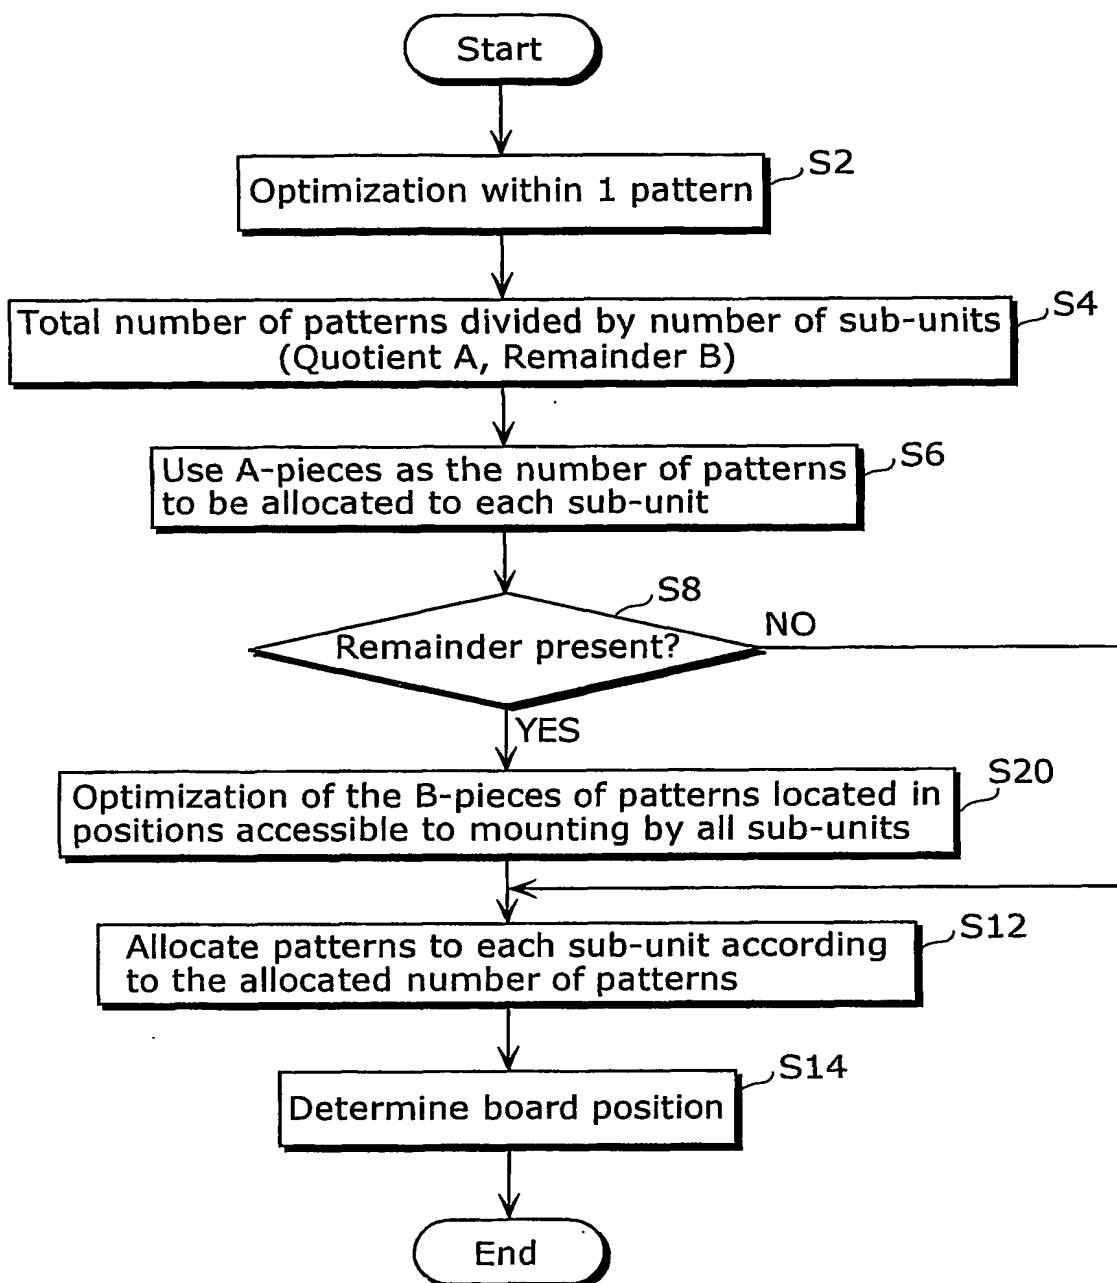 Start
Optimization within 1 pattern
S2
Total number of patterns divided by number of sub-units
(Quotient A, Remainder B)
S4
Use A-pieces as the number of patterns
to be allocated to each sub-unit
S6
Remainder present?
S8
NO
YES
Optimization of the B-pieces of patterns located in
positions accessible to mounting by all sub-units
S20
Allocate patterns to each sub-unit according
to the allocated number of patterns
S12
Determine board position
S14
End